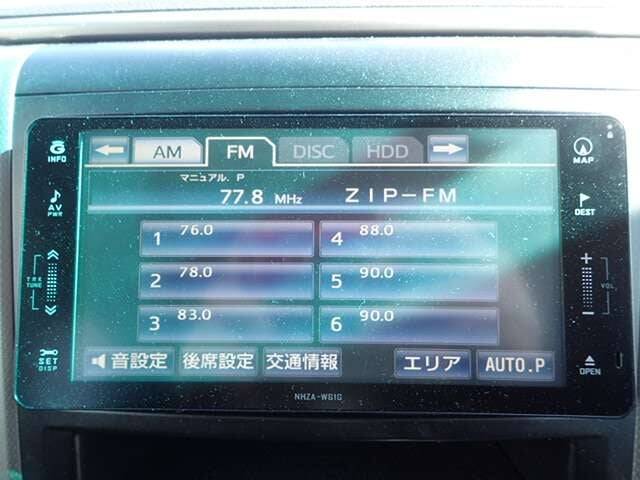 G INFO
← AM FM DISC HDD →
MAP
マニュアル. P
77.8 MHz ZIP-FM
AV
PWR
DEST
1 76.0
4 88.0
2 78.0
5 90.0
3 83.0
6 90.0
TRK
TUNE
+
VOL
-
SET
DISP
音設定 後席設定 交通情報 エリア AUTO.P
OPEN
NHZA-W61G